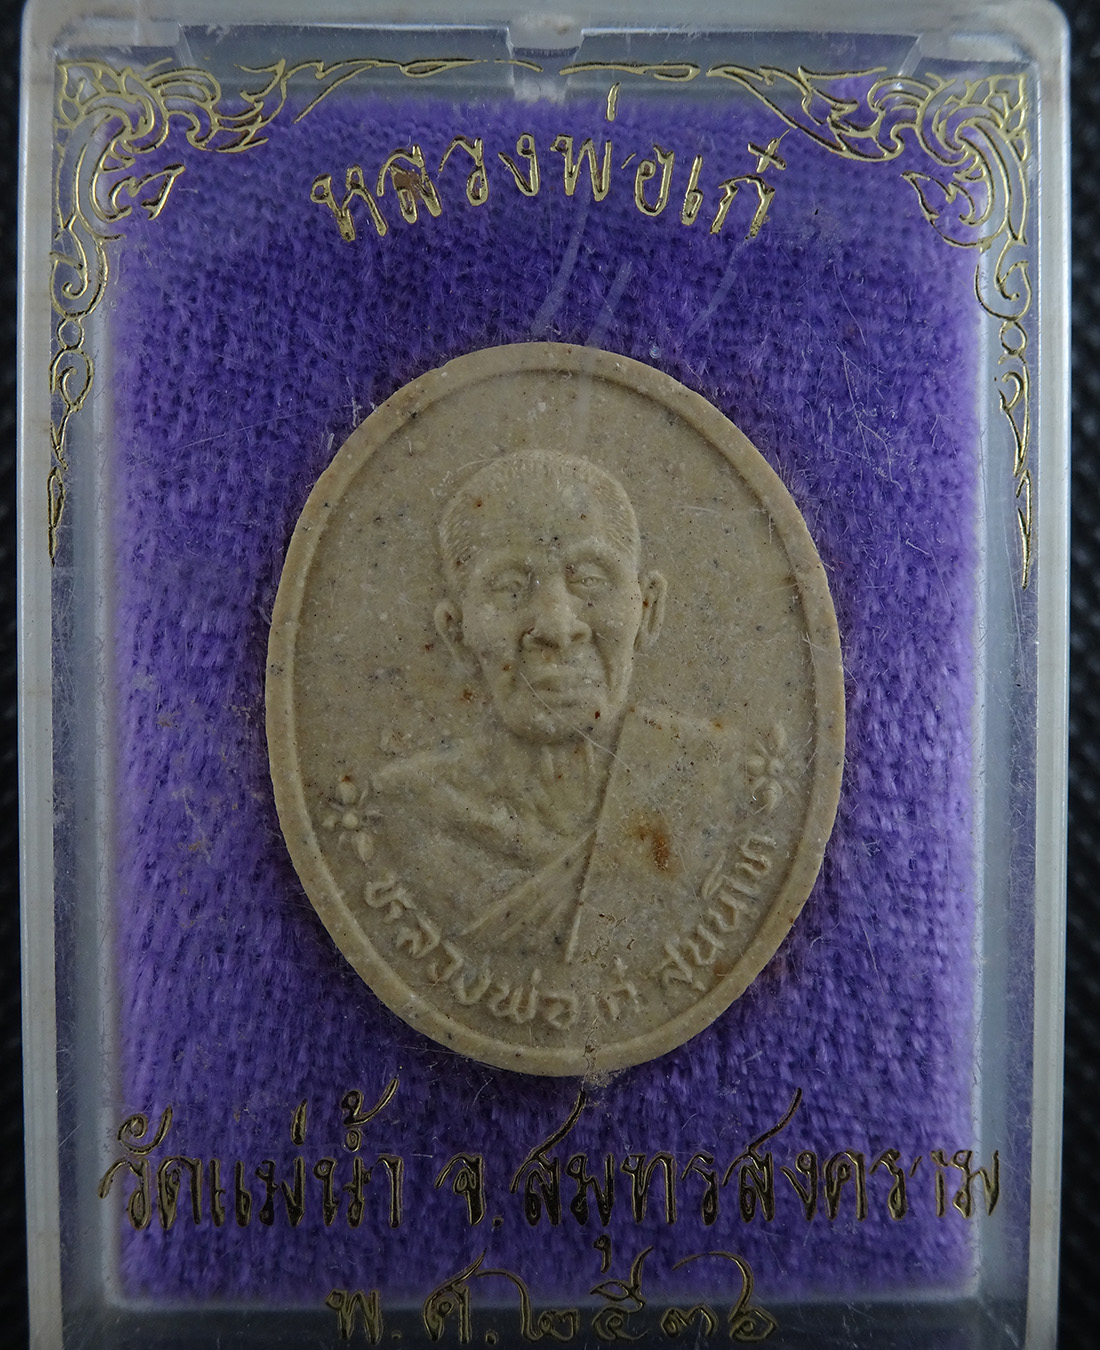 หลวงพ่อเก๋
หลวงพ่อเก๋ สุนนโท
วัดแม่น้ำ จ.สมุทรสงคราม
พ.ศ.๒๕๓๖